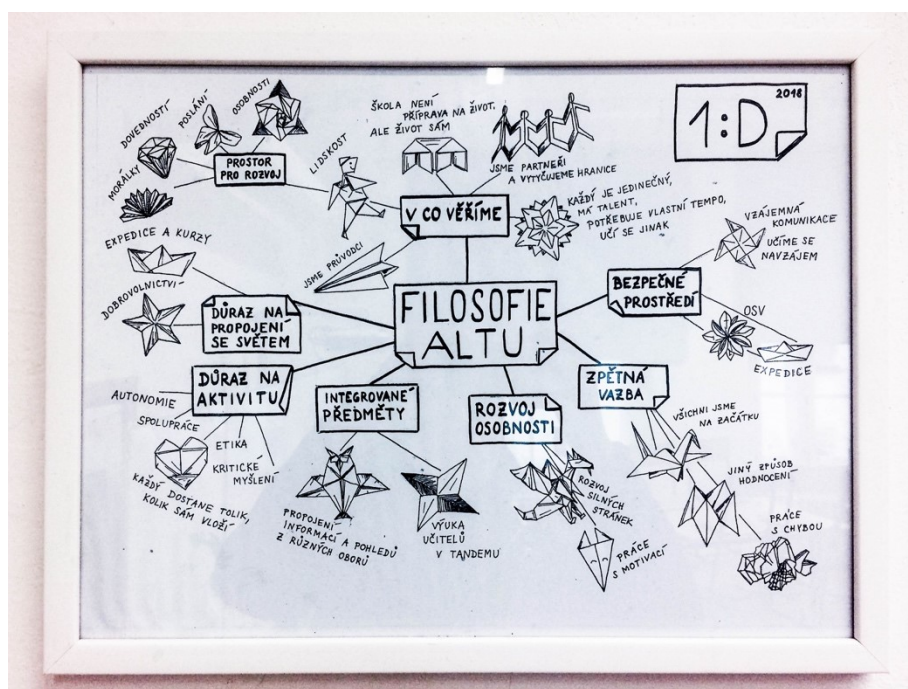 2018
1:D
FILOSOFIE
ALTU
PROSTOR
PRO ROZVOJ
MORÁLKY
DOVEDNOSTÍ
POSLÁNÍ
OSOBNOSTI
LIDSKOST
V CO VĚŘÍME
ŠKOLA NENÍ
PŘÍPRAVA NA ŽIVOT,
ALE ŽIVOT SÁM
JSME PARTNEŘI
A VYTYČUJEME HRANICE
KAŽDÝ JE JEDINEČNÝ,
MÁ TALENT,
POTŘEBUJE VLASTNÍ TEMPO,
UČÍ SE JINAK
JSME PRŮVODCI
BEZPEČNÉ
PROSTŘEDÍ
VZÁJEMNÁ
KOMUNIKACE
UČÍME SE
NAVZÁJEM
OSV
EXPEDICE
DŮRAZ NA
PROPOJENÍ
SE SVĚTEM
EXPEDICE A KURZY
DOBROVOLNICTVÍ
DŮRAZ NA
AKTIVITU
AUTONOMIE
SPOLUPRÁCE
ETIKA
KRITICKÉ
MYŠLENÍ
KAŽDÝ DOSTANE TOLIK,
KOLIK SÁM VLOŽÍ
INTEGROVANÉ
PŘEDMĚTY
PROPOJENÍ
INFORMACÍ A POHLEDŮ
Z RŮZNÝCH OBORŮ
VÝUKA
UČITELŮ
V TANDEMU
ROZVOJ
OSOBNOSTI
ROZVOJ
SILNÝCH
STRÁNEK
PRÁCE
S MOTIVACÍ
ZPĚTNÁ
VAZBA
VŠICHNI JSME
NA ZAČÁTKU
JINÝ ZPŮSOB
HODNOCENÍ
PRÁCE
S CHYBOU